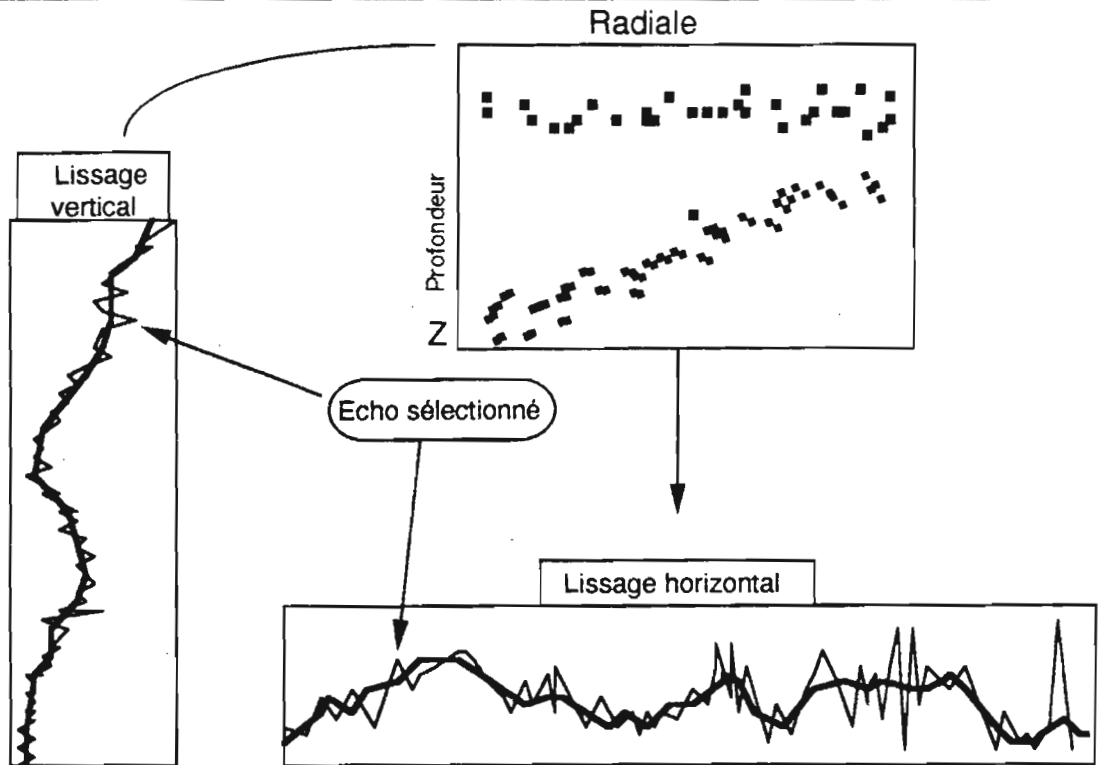 Radiale
Lissage
vertical
Profondeur
Z
Echo sélectionné
Lissage horizontal